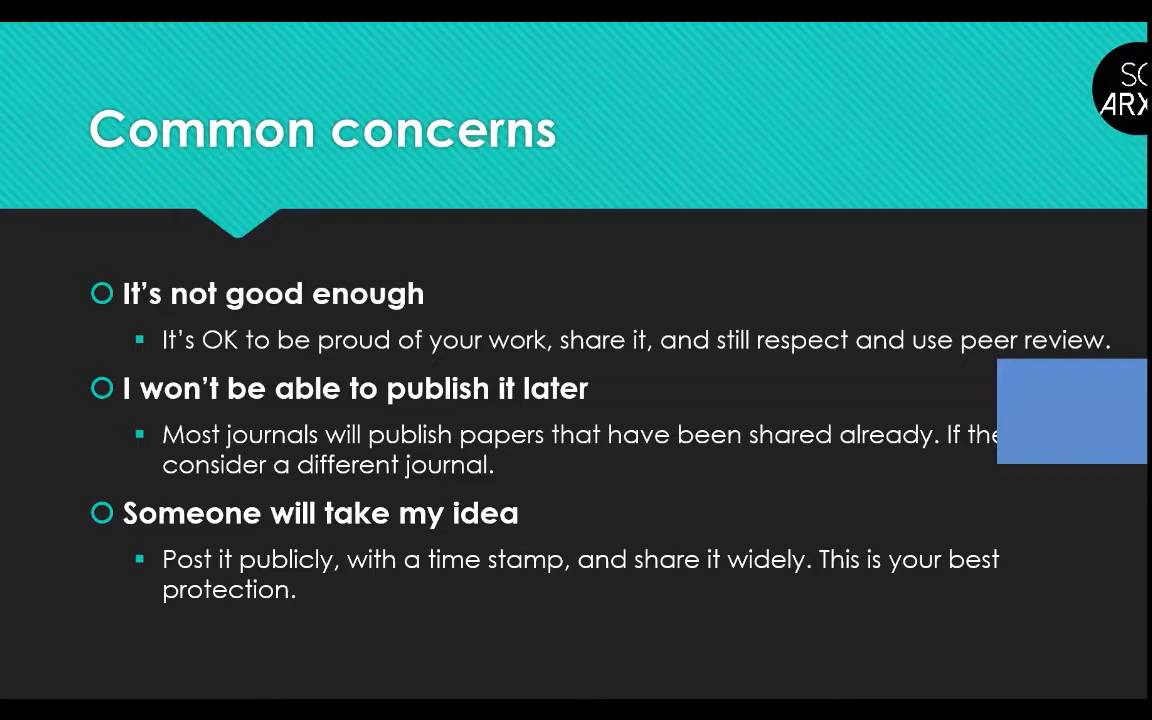 SO
ARX
Common concerns
It's not good enough
It's OK to be proud of your work, share it, and still respect and use peer review.
I won't be able to publish it later
Most journals will publish papers that have been shared already. If
consider a different journal.
Someone will take my idea
Post it publicly, with a time stamp, and share it widely. This is your best
protection.